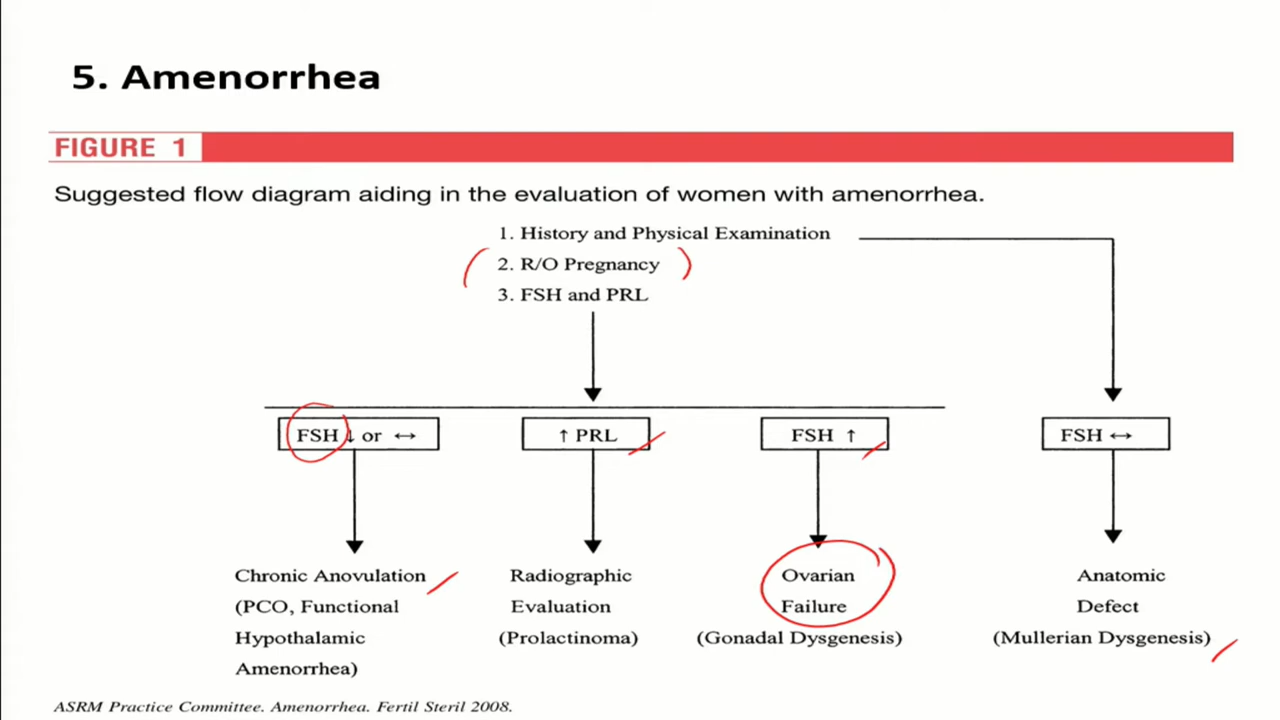 5. Amenorrhea
FIGURE 1
Suggested flow diagram aiding in the evaluation of women with amenorrhea.
1. History and Physical Examination
2. R/O Pregnancy
3. FSH and PRL
FSH ↓ or ↔
↑ PRL
FSH ↑
FSH ↔
Chronic Anovulation
(PCO, Functional
Hypothalamic
Amenorrhea)
Radiographic
Evaluation
(Prolactinoma)
Ovarian
Failure
(Gonadal Dysgenesis)
Anatomic
Defect
(Mullerian Dysgenesis)
ASRM Practice Committee. Amenorrhea. Fertil Steril 2008.